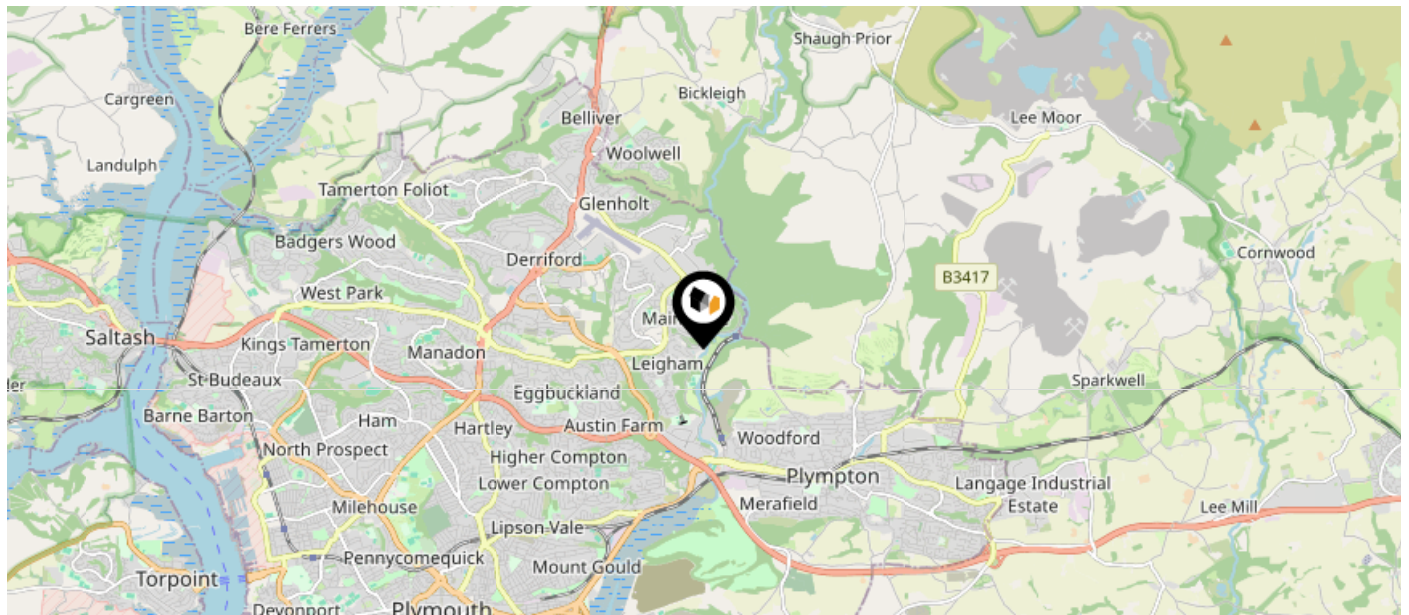 Bere Ferrers
Shaugh Prior
Cargreen
Bickleigh
Belliver
Lee Moor
Landulph
Woolwell
Tamerton Foliot
Glenholt
Badgers Wood
Derriford
Cornwood
B3417
West Park
Saltash
Kings Tamerton
Manadon
Leigham
St Budeaux
Eggbuckland
Sparkwell
Barne Barton
Ham
Hartley
Austin Farm
Woodford
North Prospect
Higher Compton
Lower Compton
Plympton
Langage Industrial
Estate
Milehouse
Merafield
Lee Mill
Lipson Vale
Pennycomequick
Mount Gould
Torpoint
Devonport
Plymouth